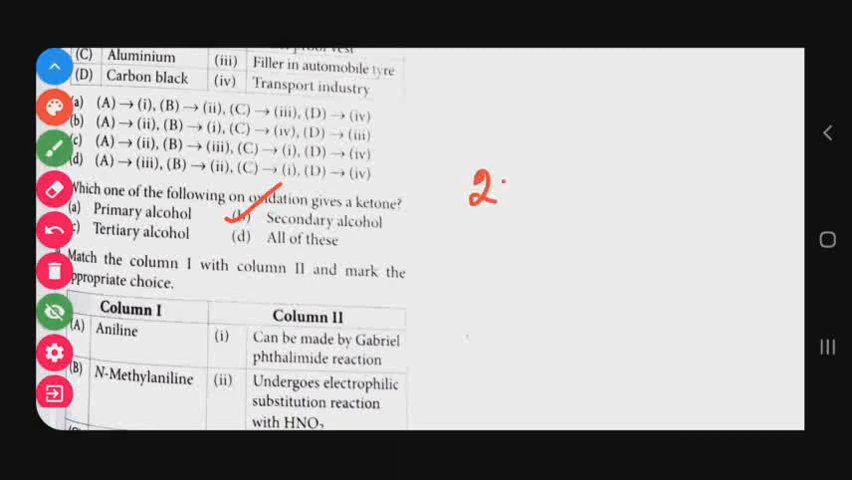 (C) Aluminium (iii) Filler in automobile tyre
(D) Carbon black (iv) Transport industry
(a) (A) → (i), (B) → (ii), (C) → (iii), (D) → (iv)
(b) (A) → (ii), (B) → (i), (C) → (iv), (D) → (iii)
(c) (A) → (ii), (B) → (iii), (C) → (i), (D) → (iv)
(d) (A) → (iii), (B) → (ii), (C) → (i), (D) → (iv)
Which one of the following on oxidation gives a ketone?
(a) Primary alcohol (b) Secondary alcohol
(c) Tertiary alcohol (d) All of these
Match the column I with column II and mark the
appropriate choice.
Column I Column II
(A) Aniline (i) Can be made by Gabriel
phthalimide reaction
(B) N-Methylaniline (ii) Undergoes electrophilic
substitution reaction
with HNO₂
2